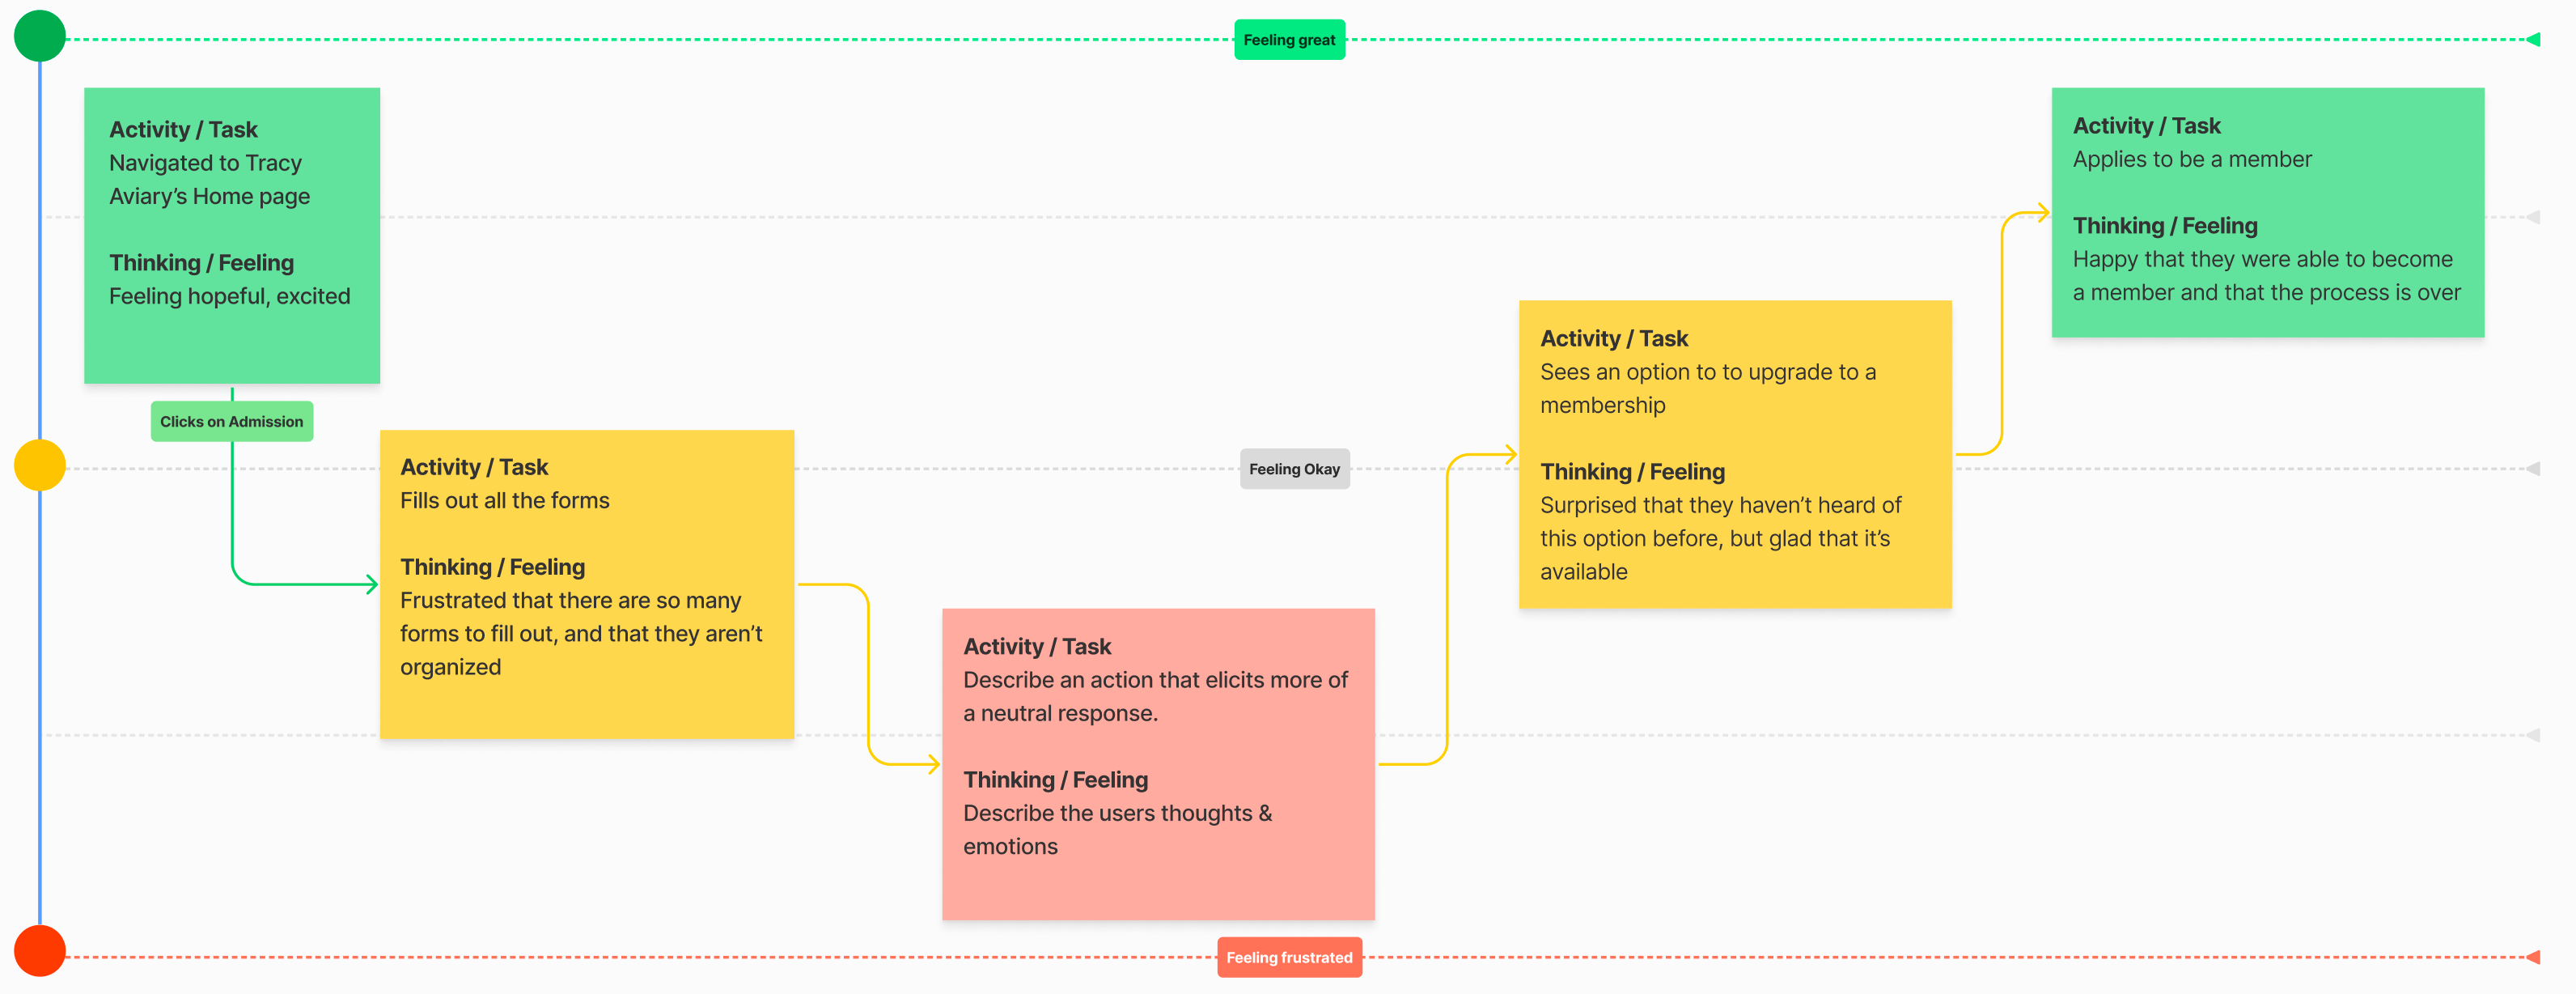 Feeling great
Activity / Task
Navigated to Tracy
Aviary’s Home page
Thinking / Feeling
Feeling hopeful, excited
Clicks on Admission
Activity / Task
Fills out all the forms
Thinking / Feeling
Frustrated that there are so many
forms to fill out, and that they aren’t
organized
Feeling Okay
Activity / Task
Describe an action that elicits more of
a neutral response.
Thinking / Feeling
Describe the users thoughts &
emotions
Activity / Task
Sees an option to to upgrade to a
membership
Thinking / Feeling
Surprised that they haven’t heard of
this option before, but glad that it’s
available
Activity / Task
Applies to be a member
Thinking / Feeling
Happy that they were able to become
a member and that the process is over
Feeling frustrated